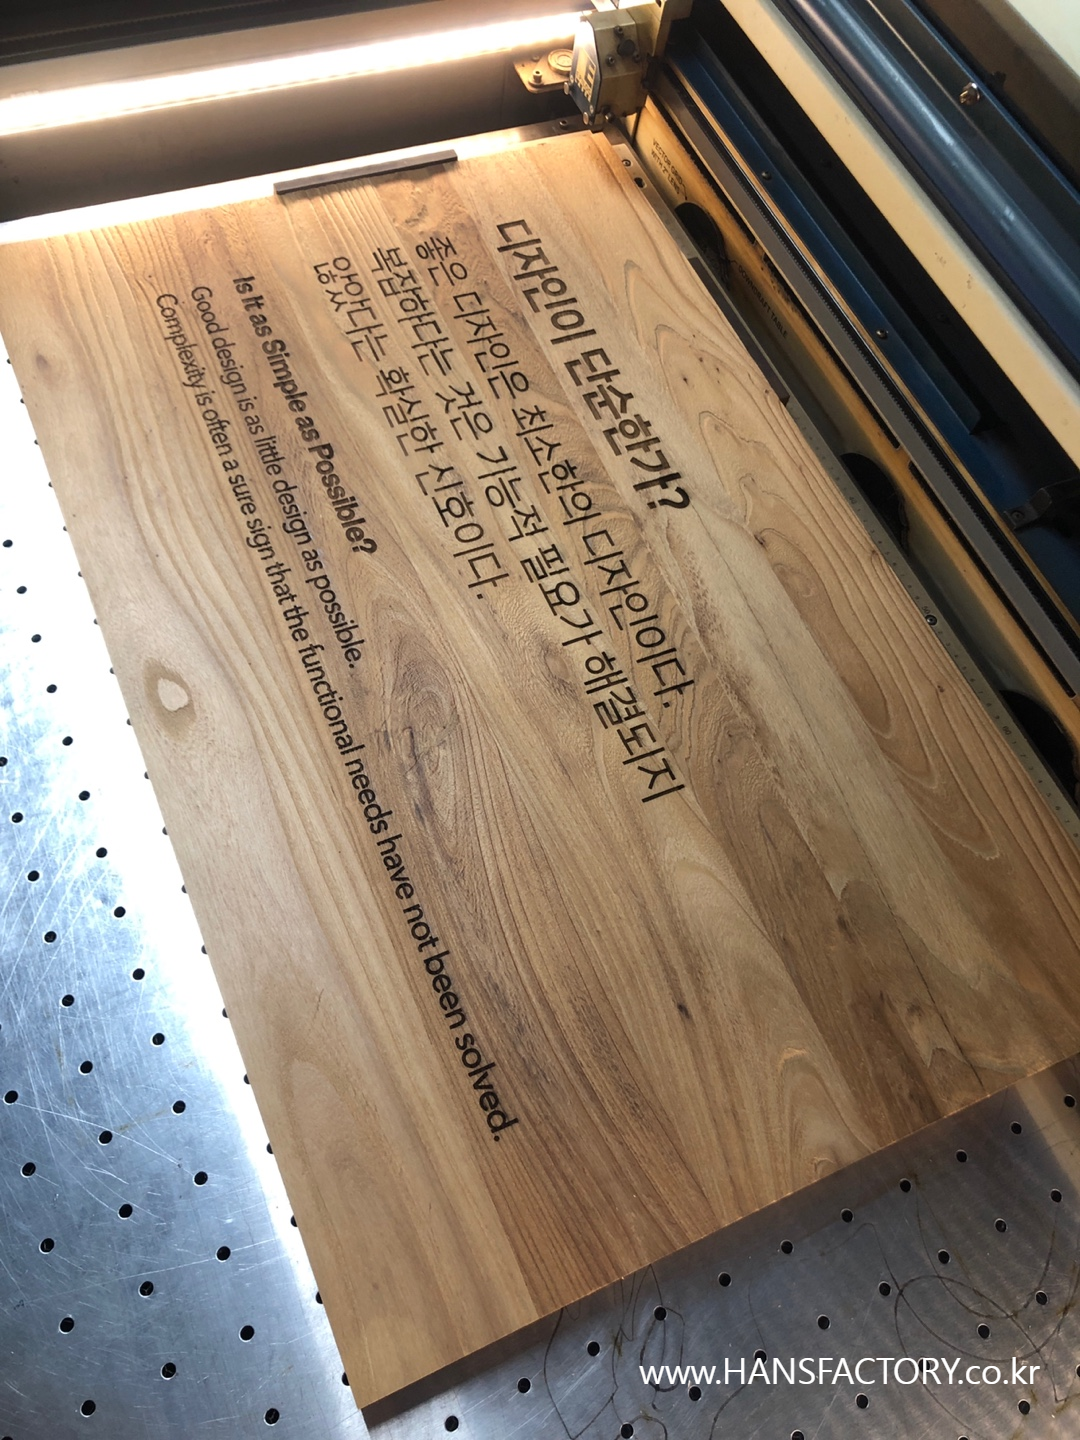 디자인이 단순한가?
좋은 디자인은 최소한의 디자인이다.
복잡하다는 것은 기능적 필요가 해결되지
않았다는 확실한 신호이다.
Is It as Simple as Possible?
Good design is as little design as possible.
Complexity is often a sure sign that the functional needs have not been solved.
www.HANSFACTORY.co.kr